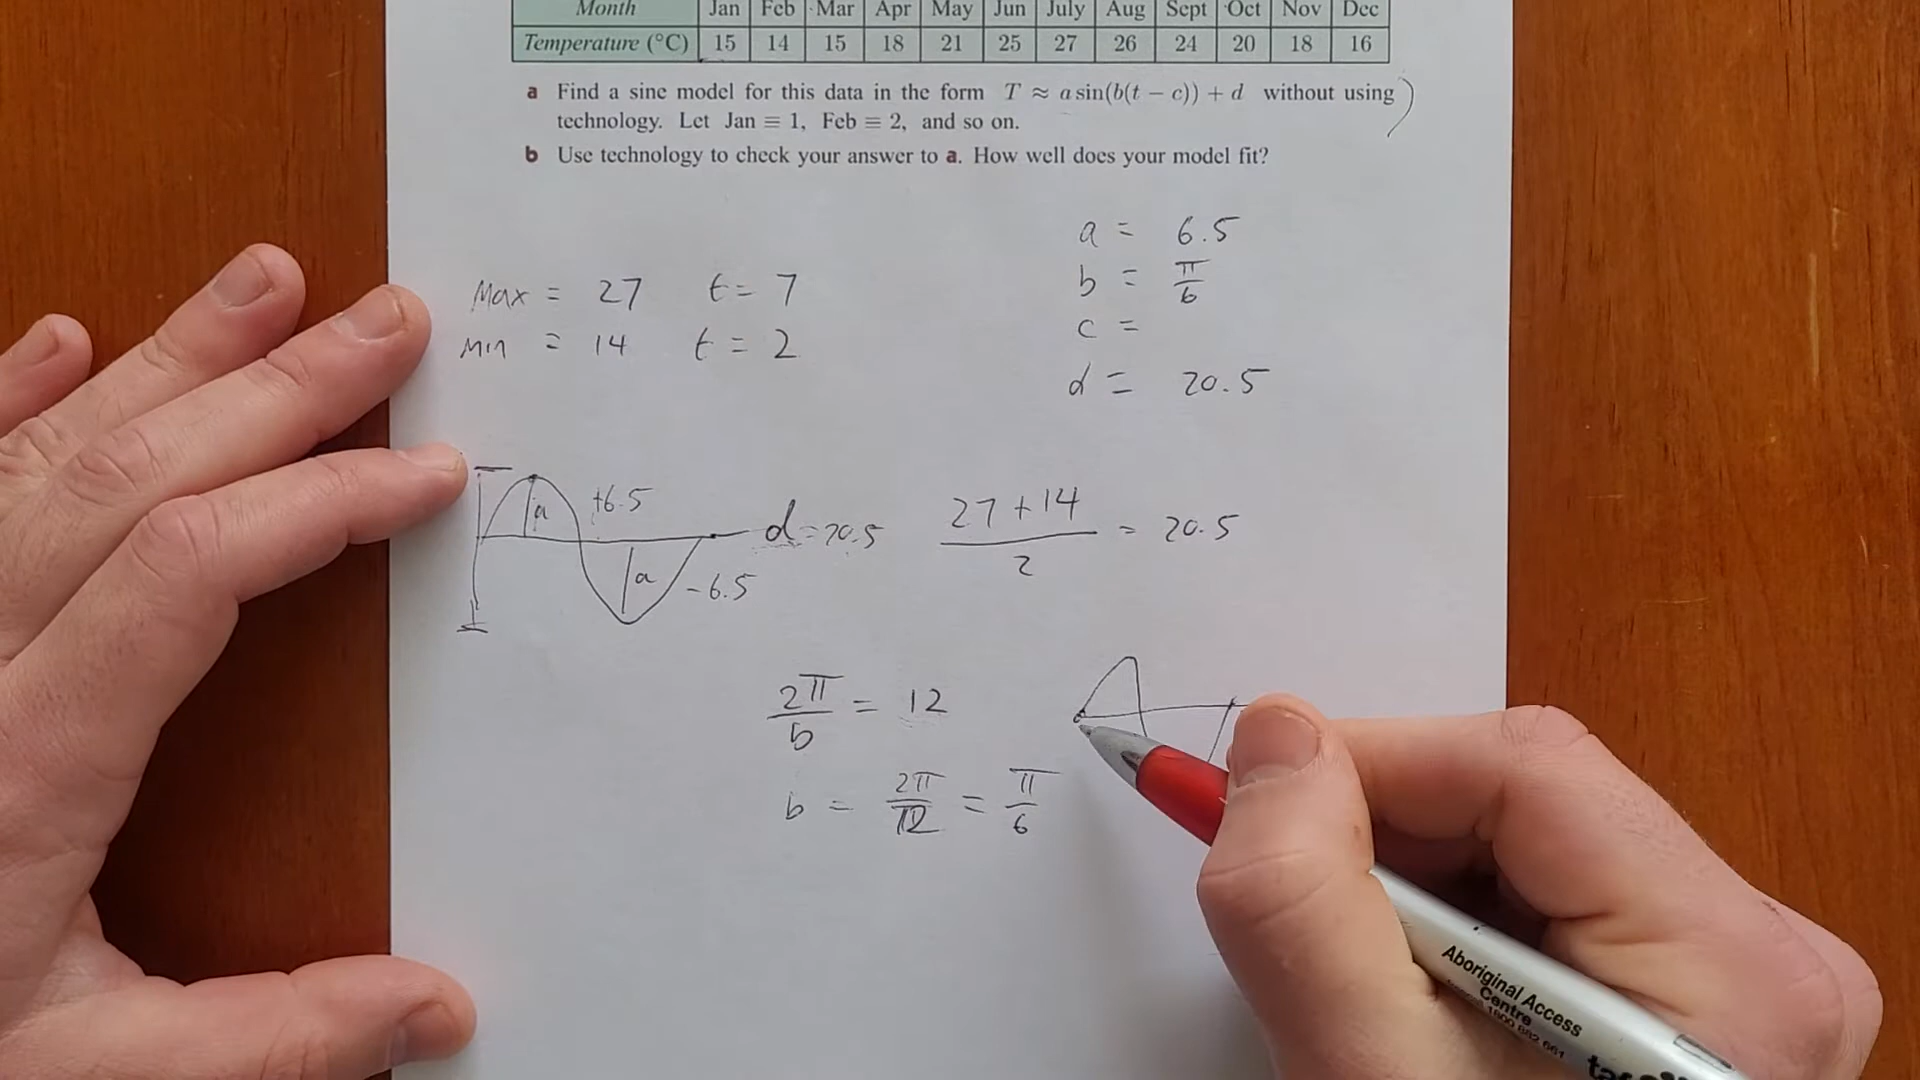 Month Jan Feb Mar Apr May Jun July Aug Sept Oct Nov Dec
Temperature (°C) 15 14 15 18 21 25 27 26 24 20 18 16
a Find a sine model for this data in the form T ≈ a sin(b(t − c)) + d without using
technology. Let Jan ≡ 1, Feb ≡ 2, and so on.
b Use technology to check your answer to a. How well does your model fit?
a = 6.5
b = π/6
c =
d = 20.5
Max = 27 t = 7
Min = 14 t = 2
a +6.5
d = 20.5
a -6.5
27 + 14 / 2 = 20.5
2π/b = 12
b = 2π/12 = π/6
Aboriginal Access
Centre
1800 882 661